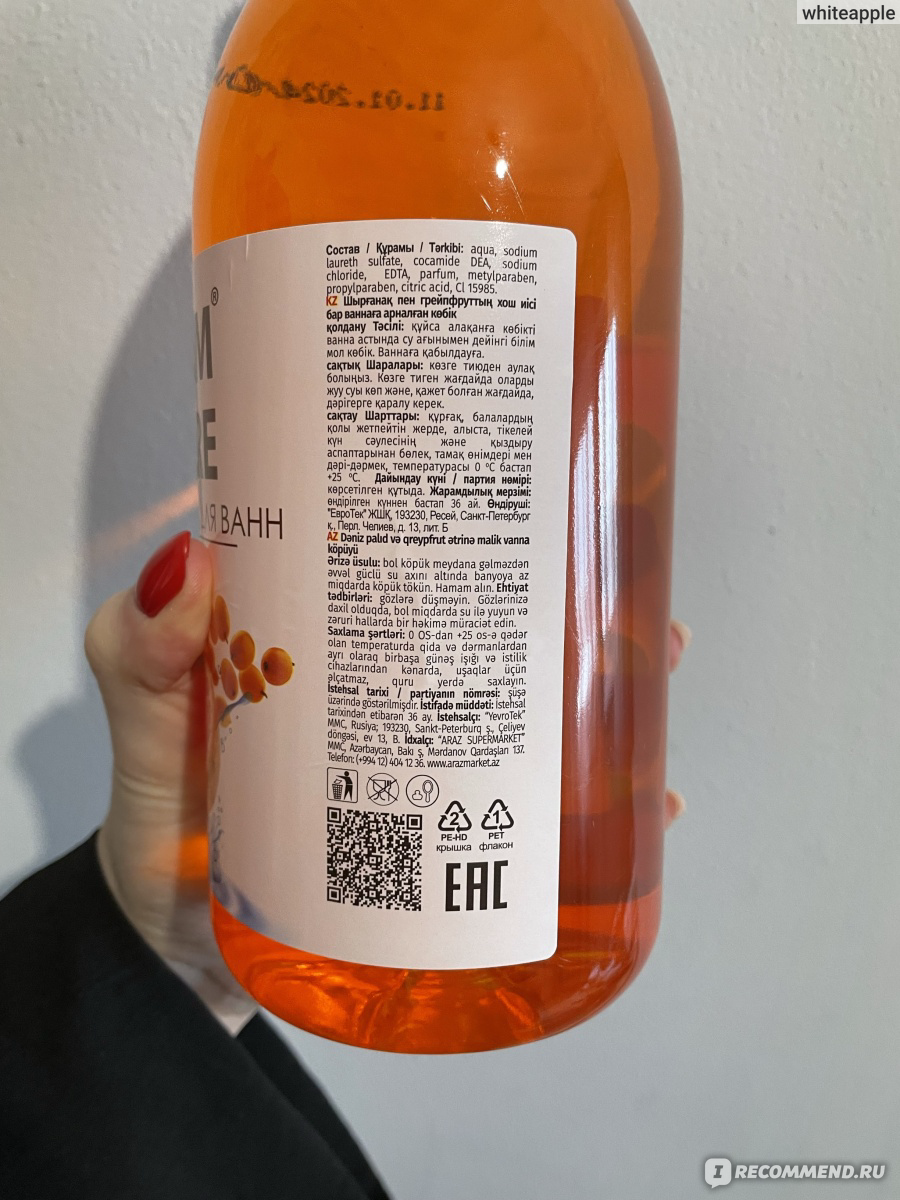 whiteapple
11.01.2024
М
®
RE
ДЛЯ ВАНН
Состав / Құрамы / Tərkibi: aqua, sodium
laureth sulfate, cocamide DEA, sodium
chloride, EDTA, parfum, metylparaben,
propylparaben, citric acid, Cl 15985.
KZ Шырғанақ пен грейпфруттың хош иісі
бар ваннаға арналған көбік
қолдану Тәсілі: құйса алақанға көбікті
ванна астында су ағынымен дейінгі білім
мол көбік. Ваннаға қабылдауға.
сақтық Шаралары: көзге тиюден аулақ
болыңыз. Көзге тиген жағдайда оларды
жуу суы көп және, қажет болған жағдайда,
дәрігерге қаралу керек.
сақтау Шарттары: құрғақ, балалардың
қолы жетпейтін жерде, алыста, тікелей
күн сәулесінің және қыздыру
аспаптарынан бөлек, тамақ өнімдері мен
дәрі-дәрмек, температурасы 0 °C бастап
+25 °C. Дайындау күні / партия нөмірі:
көрсетілген құтыда. Жарамдылық мерзімі:
өндірілген күннен бастап 36 ай. Өндіруші:
"ЕвроТек" ЖШҚ, 193230, Ресей, Санкт-Петербург
қ., Перл. Челиев, д. 13, лит. Б
AZ Dəniz palıd və qreypfrut ətrinə malik vanna
köpüyü
Ərizə üsulu: bol köpük meydana gəlməzdən
əvvəl güclü su axını altında banyoya az
miqdarda köpük tökün. Hamam alın. Ehtiyat
tədbirləri: gözlərə düşməyin. Gözlərinizə
daxil olduqda, bol miqdarda su ilə yuyun və
zəruri hallarda bir həkimə müraciət edin.
Saxlama şərtləri: 0 OS-dan +25 os-ə qədər
olan temperaturda qida və dərmanlardan
ayrı olaraq birbaşa günəş işığı və istilik
cihazlarından kənarda, uşaqlar üçün
əlçatmaz, quru yerdə saxlayın.
İstehsal tarixi / partiyanın nömrəsi: şüşə
üzərində göstərilmişdir. İstifadə müddəti: İstehsal
tarixindən etibarən 36 ay. İstehsalçı: "YevroTek"
MMC, Rusiya; 193230, Sankt-Peterburq ş., Çeliyev
döngəsi, ev 13, B. İdxalçı: "ARAZ SUPERMARKET"
MMC, Azərbaycan, Bakı ş, Mərdanov Qardaşlan 137.
Telefon: (+994 12) 404 12 36. www.arazmarket.az
2 1
PE-HD PET
крышка флакон
EAC
IRECOMMEND.RU